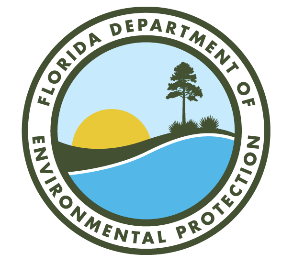 FLORIDA DEPARTMENT OF
ENVIRONMENTAL PROTECTION